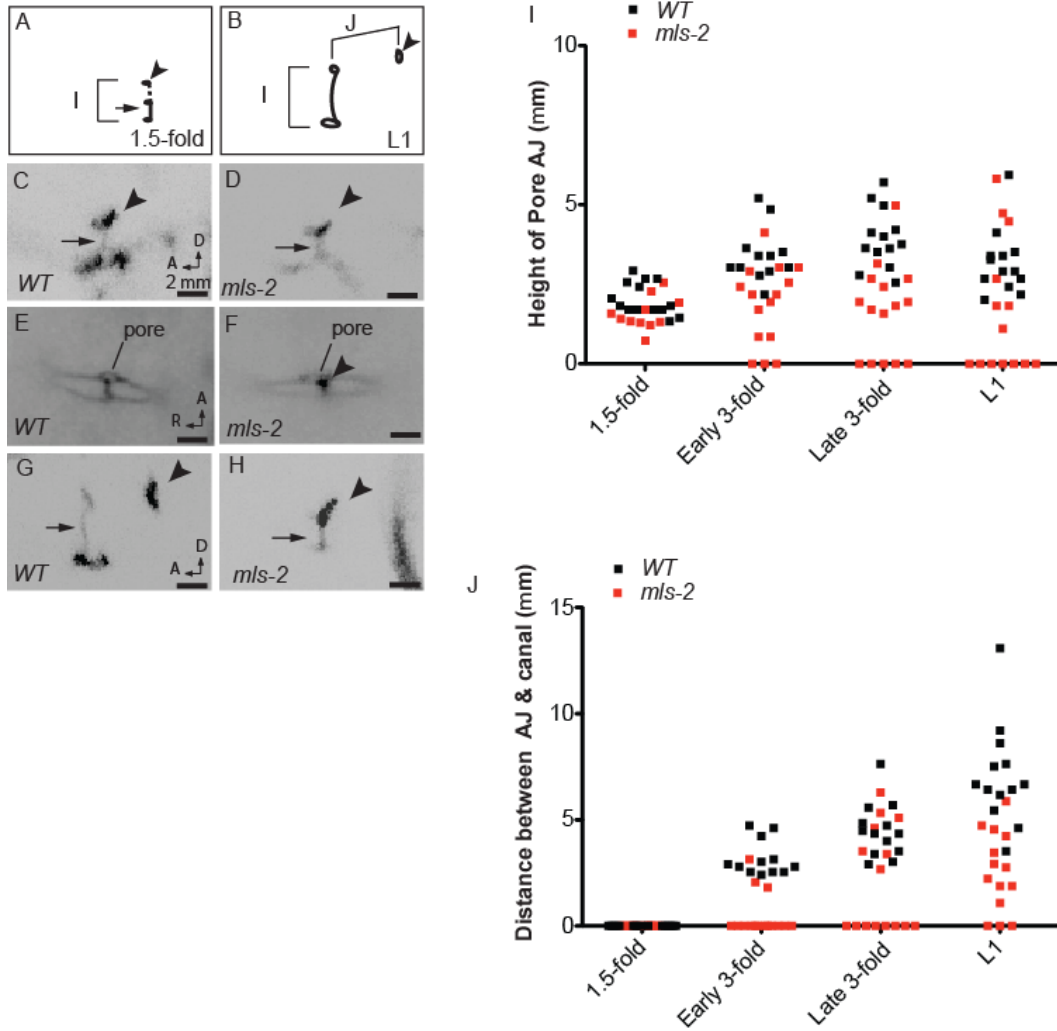 A
I
1.5-fold
B
J
I
L1
C
D
A
2 mm
WT
D
mls-2
E
pore
A
R
WT
F
pore
mls-2
G
D
A
WT
H
mls-2
I
WT
mls-2
Height of Pore AJ (mm)
10
5
0
1.5-fold
Early 3-fold
Late 3-fold
L1
J
WT
mls-2
Distance between AJ & canal (mm)
15
10
5
0
1.5-fold
Early 3-fold
Late 3-fold
L1